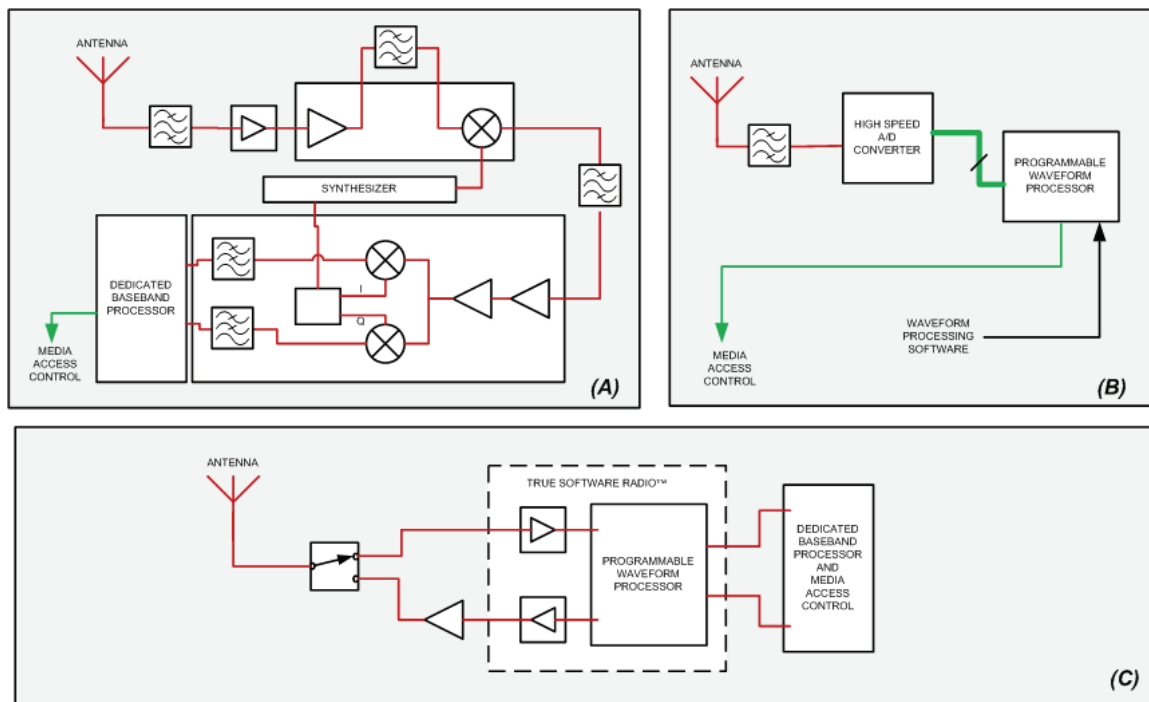 ANTENNA
SYNTHESIZER
DEDICATED
BASEBAND
PROCESSOR
I
Q
MEDIA
ACCESS
CONTROL
(A)
ANTENNA
HIGH SPEED
A/D
CONVERTER
PROGRAMMABLE
WAVEFORM
PROCESSOR
WAVEFORM
PROCESSING
SOFTWARE
MEDIA
ACCESS
CONTROL
(B)
ANTENNA
TRUE SOFTWARE RADIO™
PROGRAMMABLE
WAVEFORM
PROCESSOR
DEDICATED
BASEBAND
PROCESSOR
AND
MEDIA
ACCESS
CONTROL
(C)